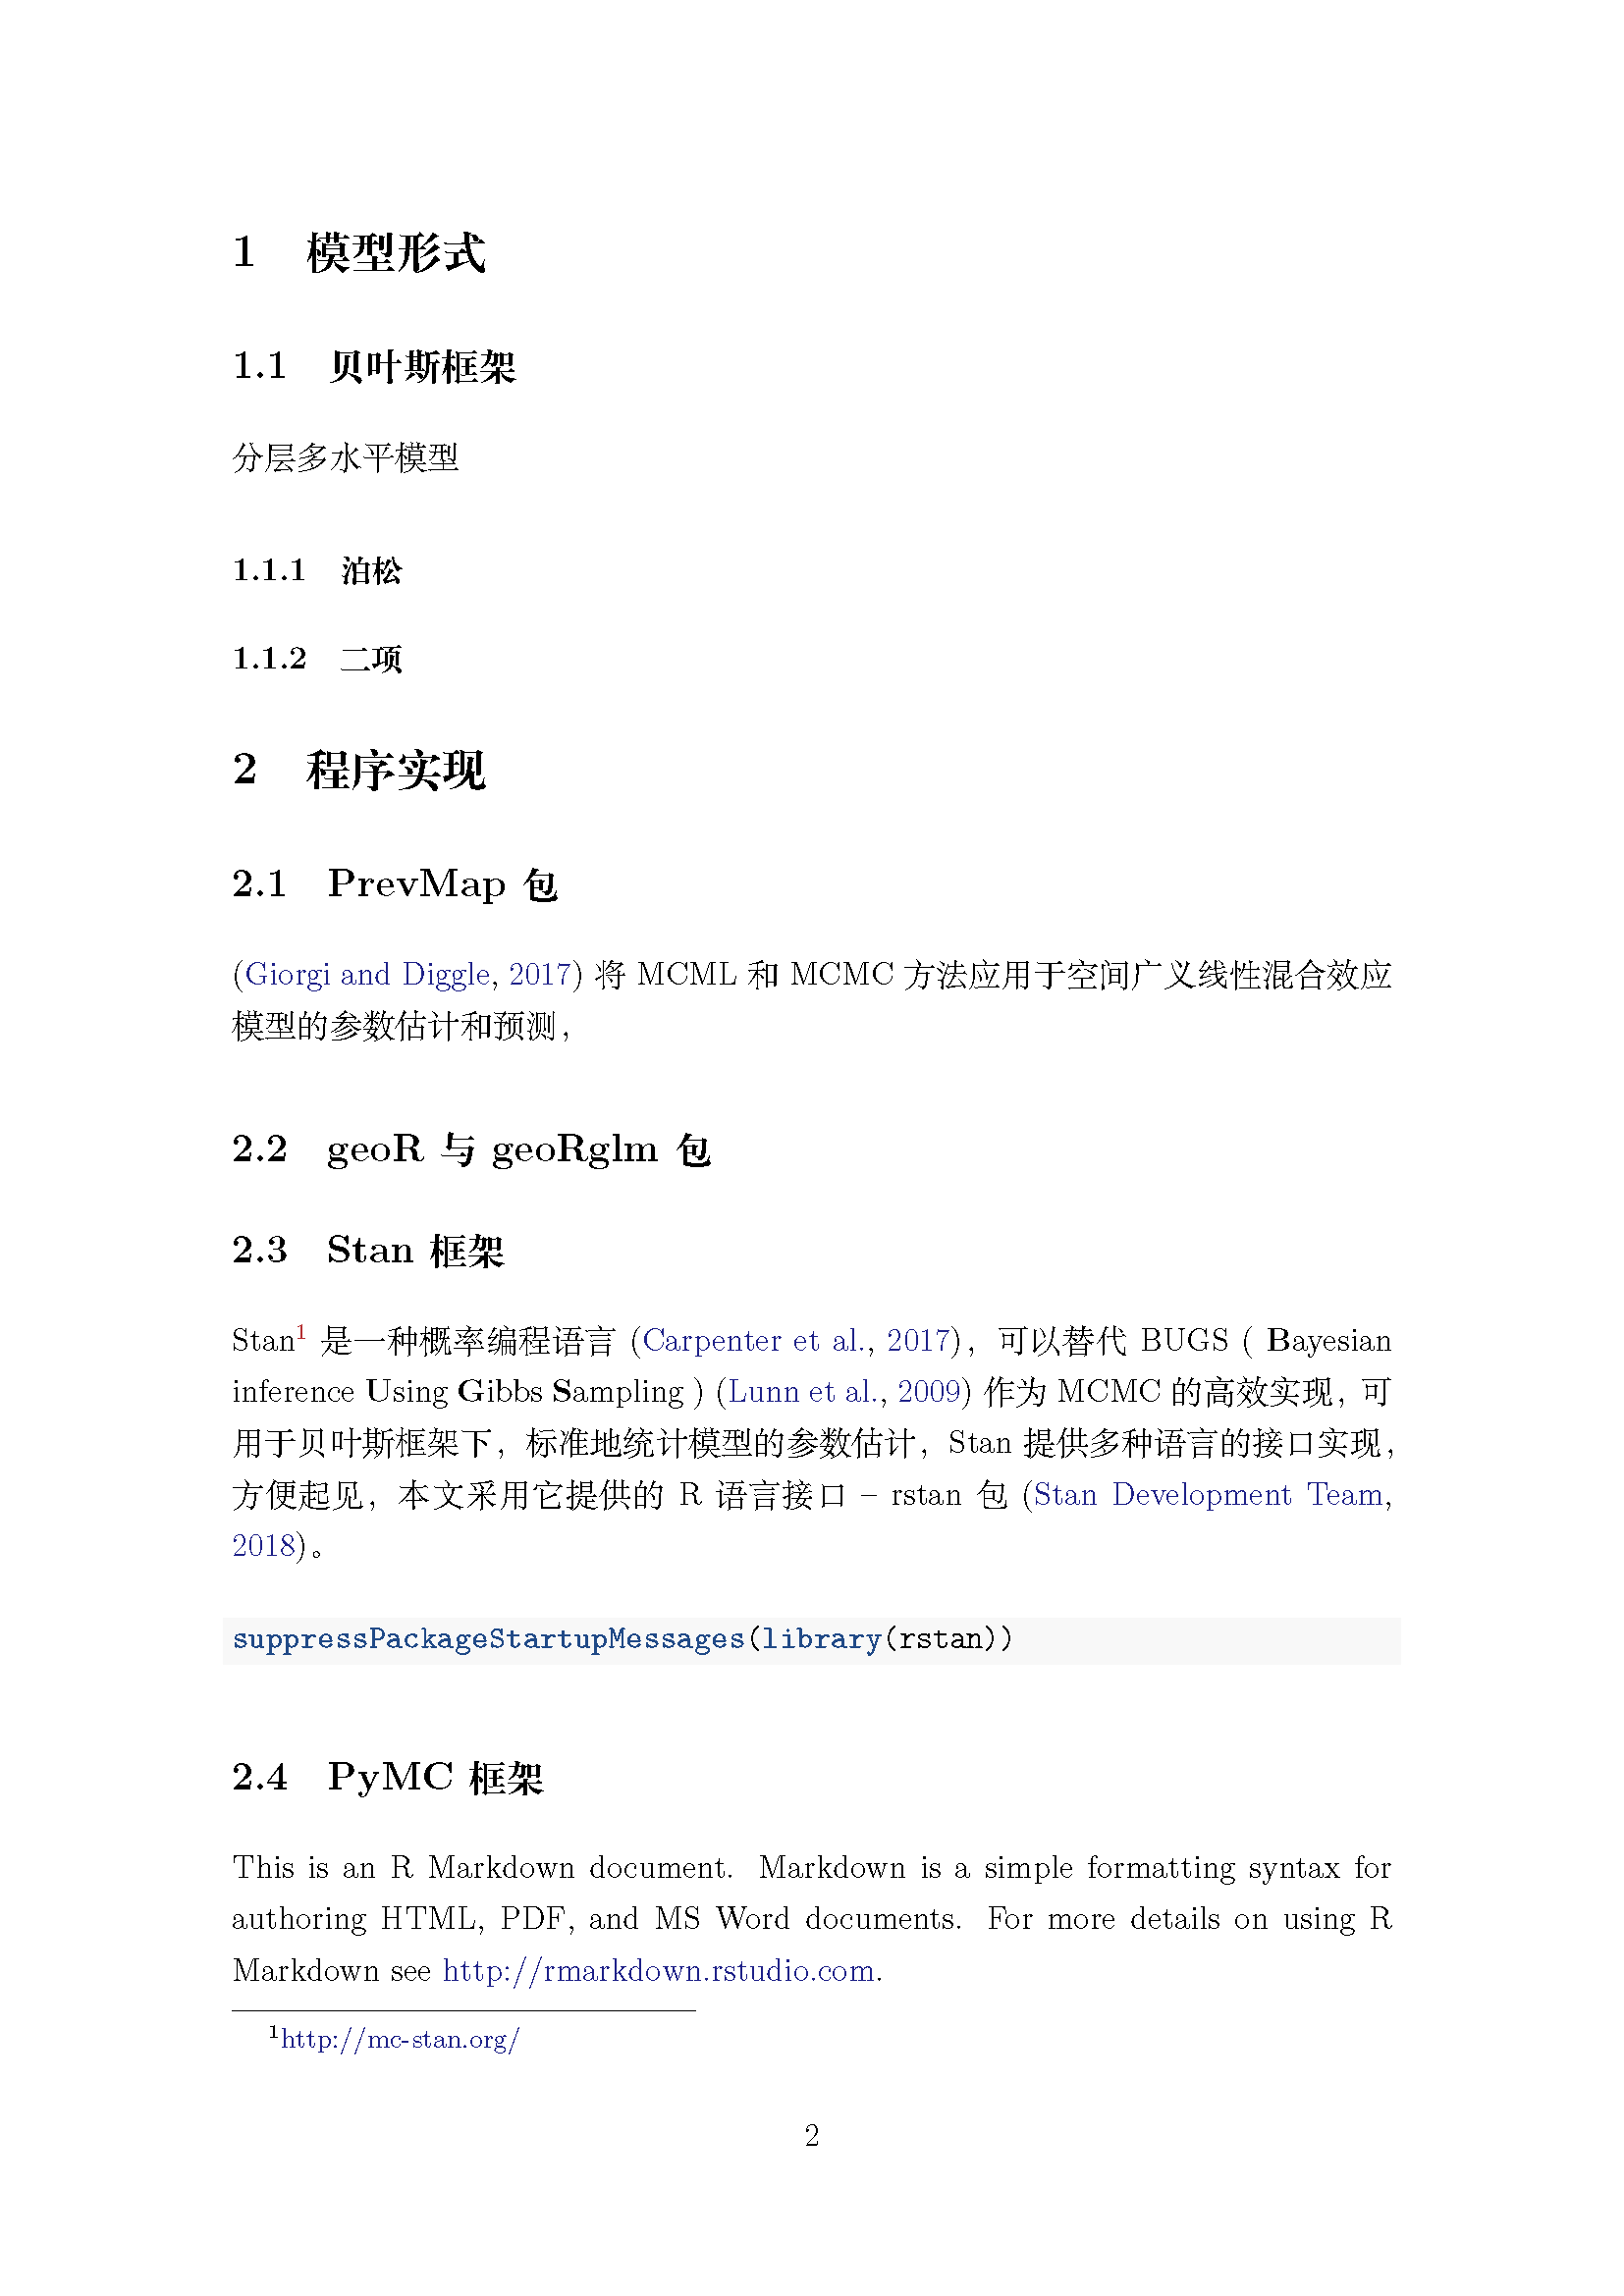 1 模型形式
1.1 贝叶斯框架
分层多水平模型
1.1.1 泊松
1.1.2 二项
2 程序实现
2.1 PrevMap 包
(Giorgi and Diggle, 2017) 将 MCML 和 MCMC 方法应用于空间广义线性混合效应
模型的参数估计和预测，
2.2 geoR 与 geoRglm 包
2.3 Stan 框架
Stan1 是一种概率编程语言 (Carpenter et al., 2017)，可以替代 BUGS ( Bayesian
inference Using Gibbs Sampling ) (Lunn et al., 2009) 作为 MCMC 的高效实现，可
用于贝叶斯框架下，标准地统计模型的参数估计，Stan 提供多种语言的接口实现，
方便起见，本文采用它提供的 R 语言接口 – rstan 包 (Stan Development Team,
2018)。
suppressPackageStartupMessages(library(rstan))
2.4 PyMC 框架
This is an R Markdown document. Markdown is a simple formatting syntax for
authoring HTML, PDF, and MS Word documents. For more details on using R
Markdown see http://rmarkdown.rstudio.com.
1http://mc-stan.org/
2